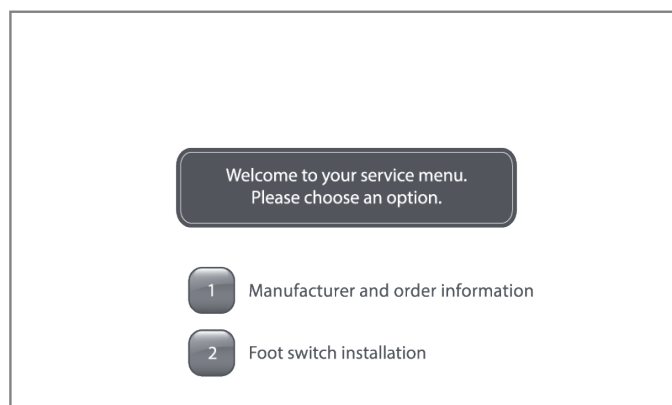 Welcome to your service menu.
Please choose an option.
1 Manufacturer and order information
2 Foot switch installation